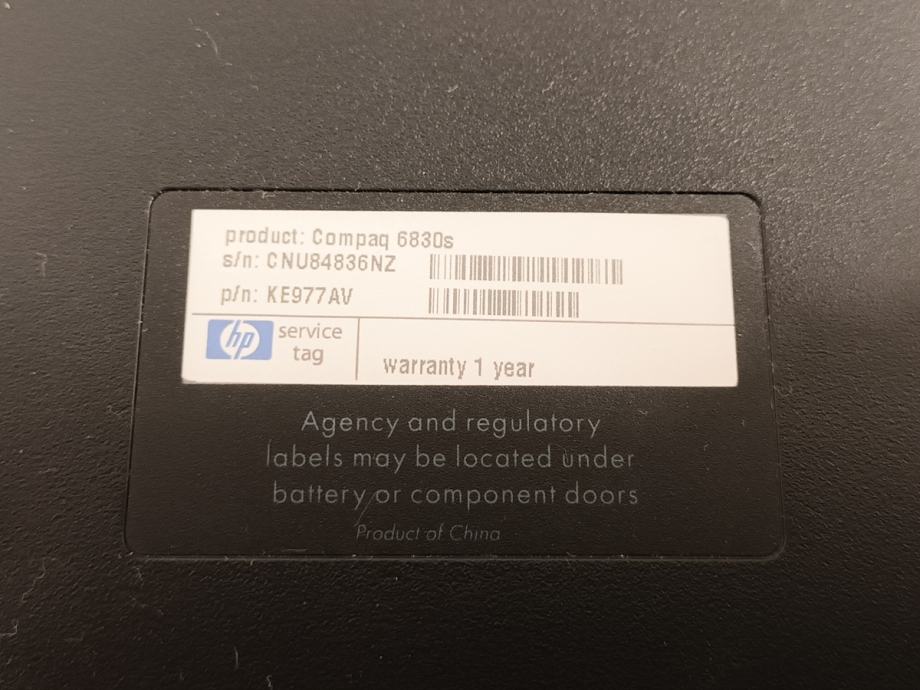 product: Compaq 6830s
s/n: CNU84836NZ
p/n: KE977AV
hp service
tag
warranty 1 year
Agency and regulatory
labels may be located under
battery or component doors
Product of China